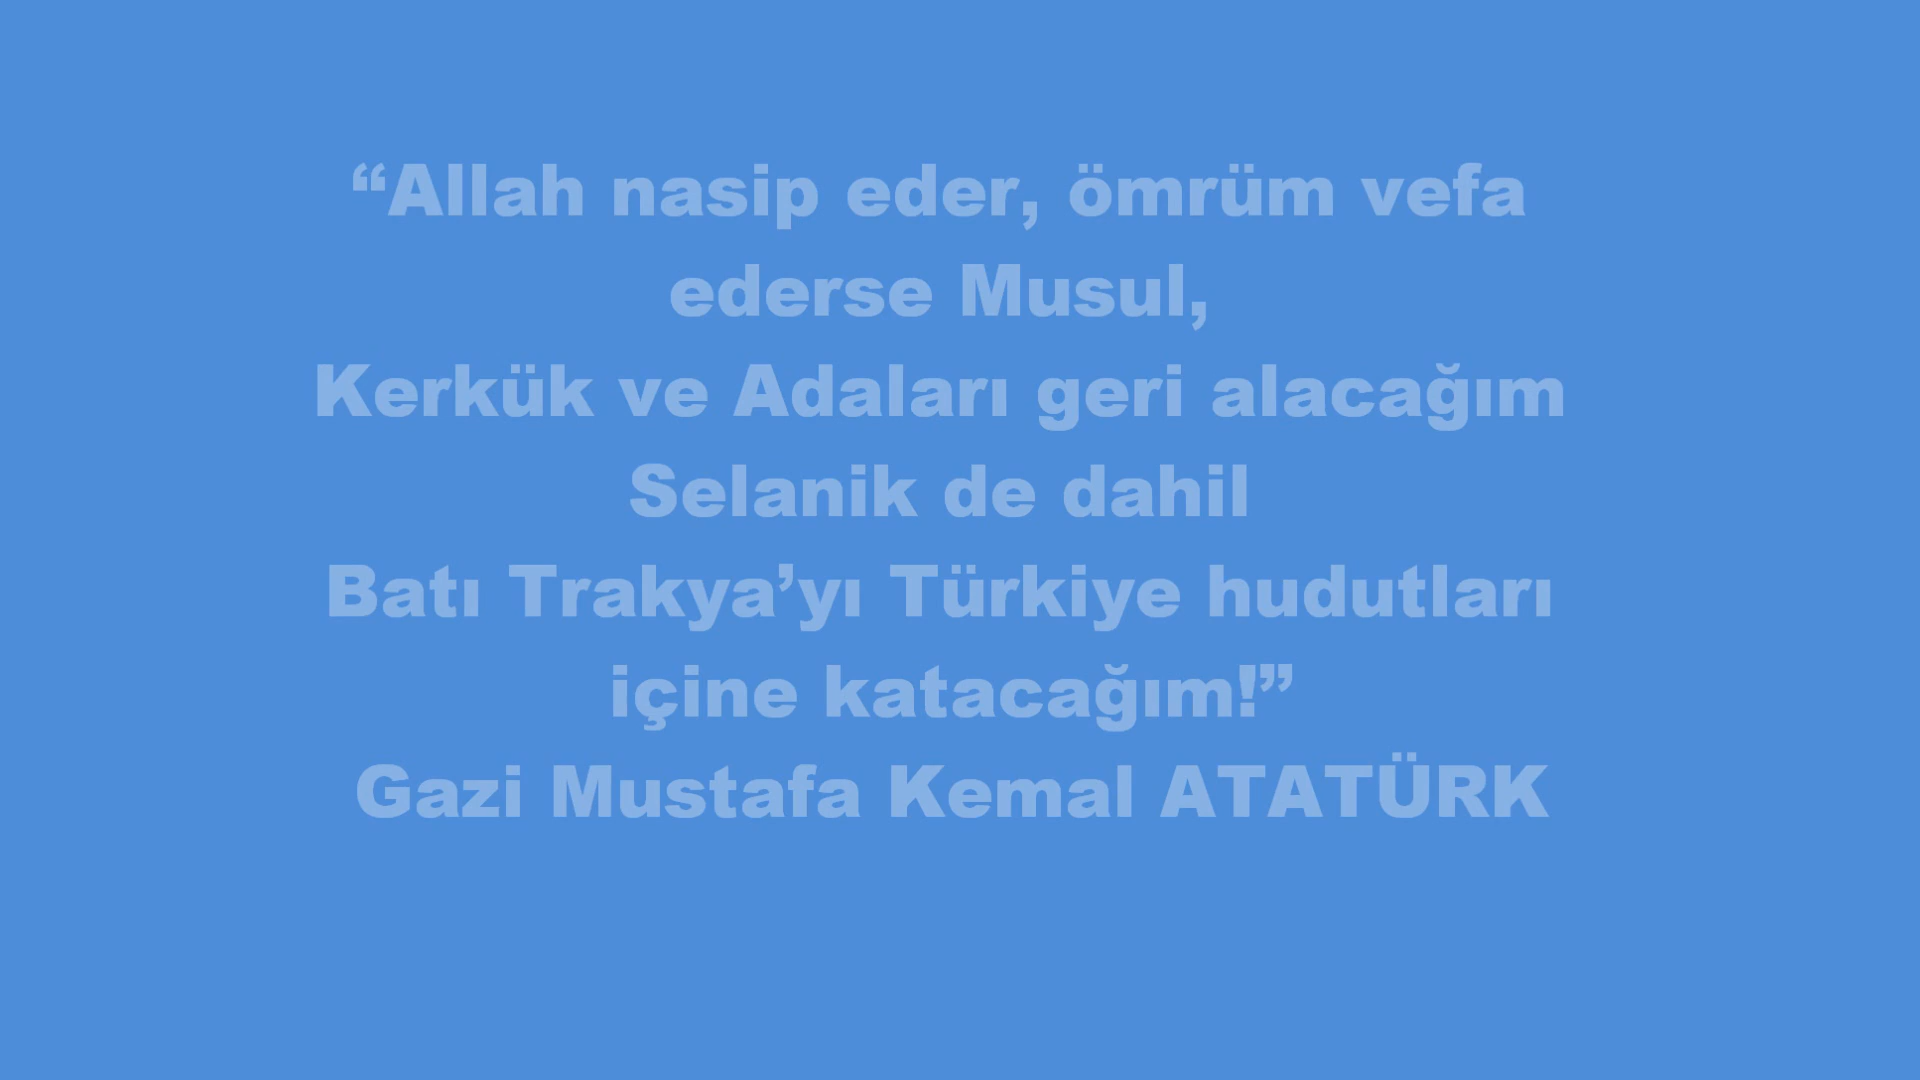 “Allah nasip eder, ömrüm vefa
ederse Musul,
Kerkük ve Adaları geri alacağım
Selanik de dahil
Batı Trakya’yı Türkiye hudutları
içine katacağım!”
Gazi Mustafa Kemal ATATÜRK